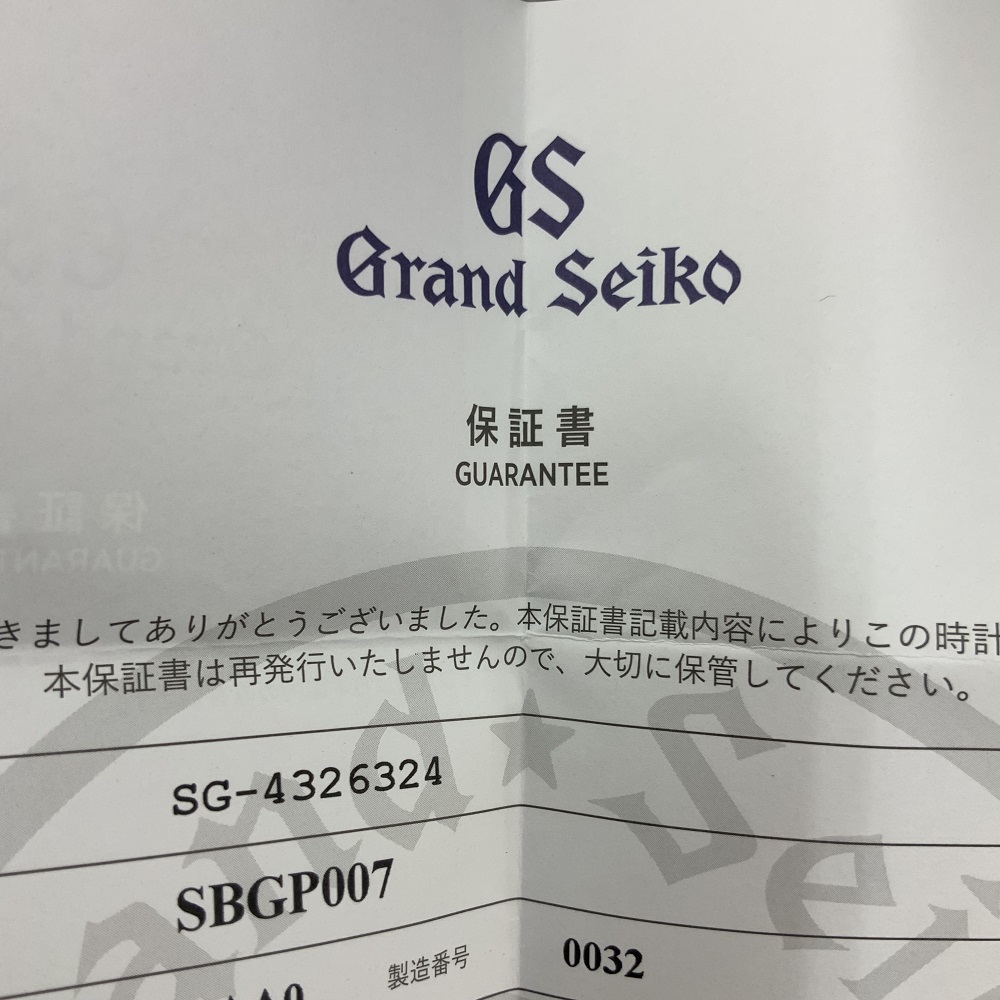 GS
Grand Seiko
保証書
GUARANTEE
きましてありがとうございました。本保証書記載内容によりこの時計
本保証書は再発行いたしませんので、大切に保管してください。
SG-4326324
SBGP007
製造番号 0032